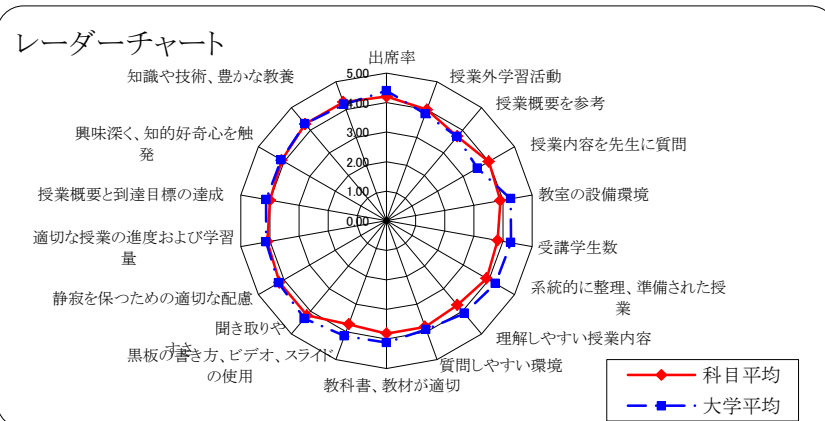 レーダーチャート
出席率
授業外学習活動
授業概要を参考
授業内容を先生に質問
教室の設備環境
受講学生数
系統的に整理、準備された授
業
理解しやすい授業内容
質問しやすい環境
教科書、教材が適切
黒板の書き方、ビデオ、スライド
の使用
聞き取りや
すさ
静寂を保つための適切な配慮
適切な授業の進度および学習
量
授業概要と到達目標の達成
興味深く、知的好奇心を触
発
知識や技術、豊かな教養
5.00
4.00
3.00
2.00
1.00
0.00
科目平均
大学平均